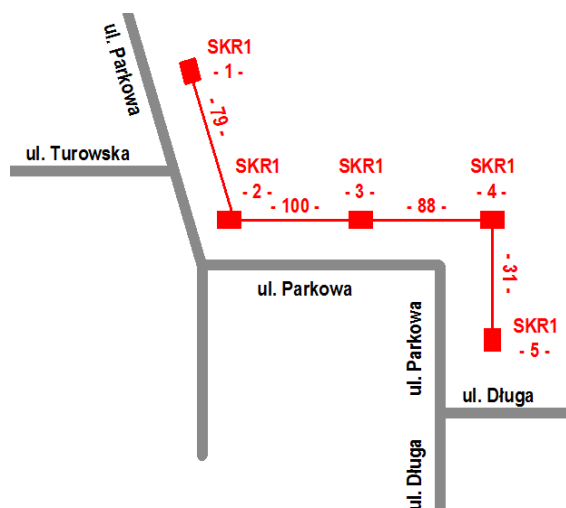 ul. Parkowa
SKR1
- 1 -
- 79 -
ul. Turowska
SKR1
- 2 -
SKR1
- 3 -
SKR1
- 4 -
- 100 -
- 88 -
- 31 -
ul. Parkowa
ul. Parkowa
SKR1
- 5 -
ul. Długa
ul. Długa